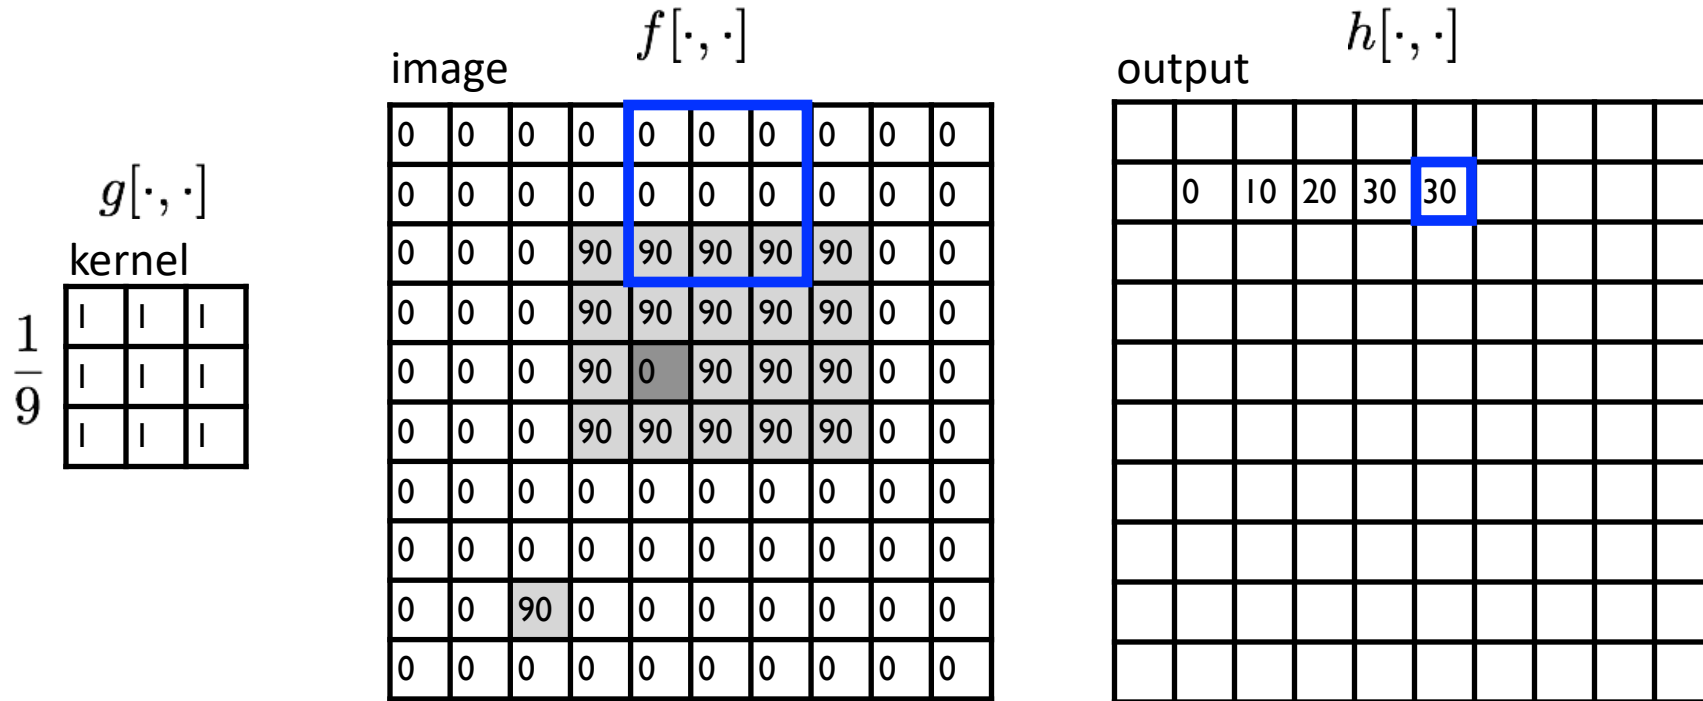 f[·, ·]
h[·, ·]
image
output
g[·, ·]
kernel
1/9
1 1 1
1 1 1
1 1 1
0 0 0 0 0 0 0 0 0 0
0 0 0 0 0 0 0 0 0 0
0 0 0 90 90 90 90 90 0 0
0 0 0 90 90 90 90 90 0 0
0 0 0 90 0 90 90 90 0 0
0 0 0 90 90 90 90 90 0 0
0 0 0 0 0 0 0 0 0 0
0 0 0 0 0 0 0 0 0 0
0 0 90 0 0 0 0 0 0 0
0 0 0 0 0 0 0 0 0 0
0 10 20 30 30